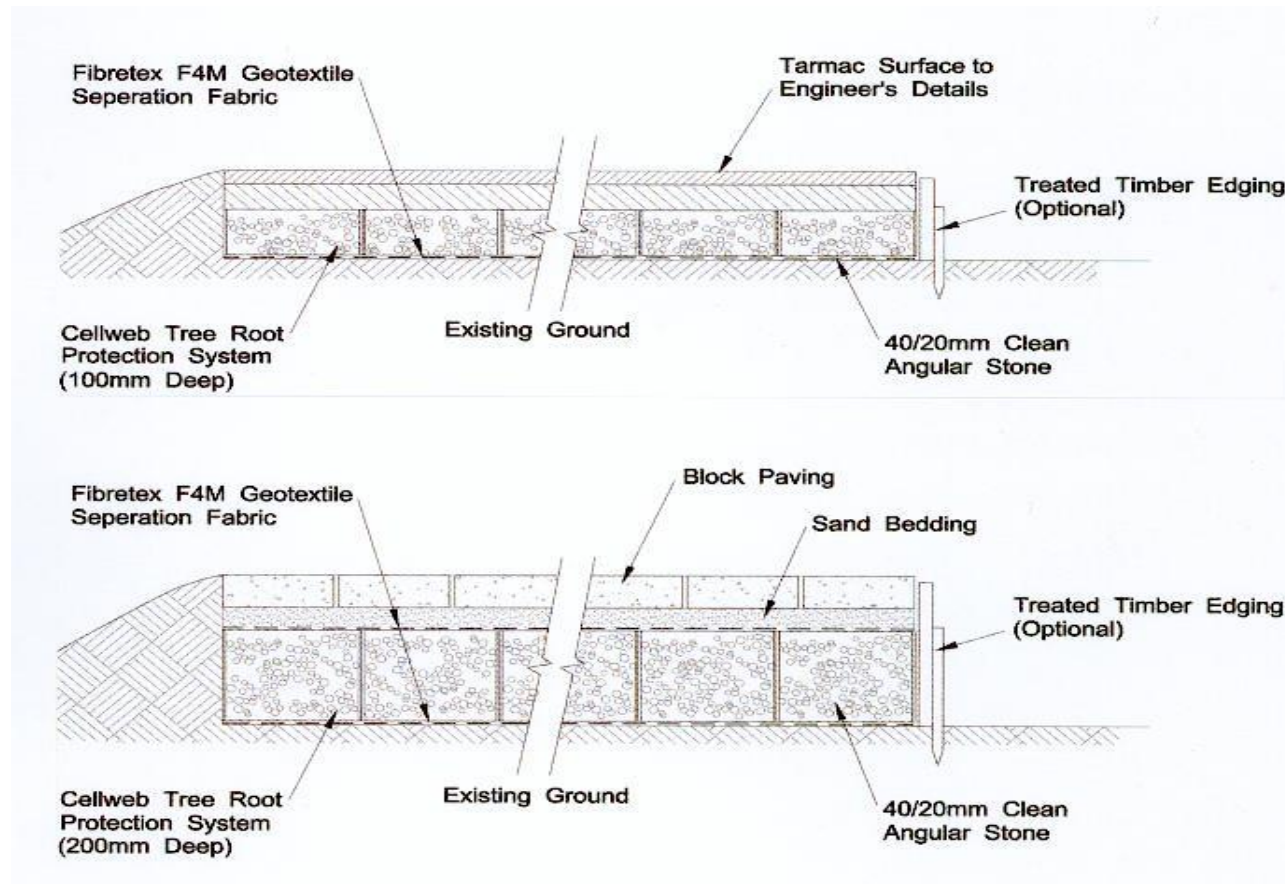 Fibretex F4M Geotextile
Seperation Fabric
Tarmac Surface to
Engineer's Details
Treated Timber Edging
(Optional)
Cellweb Tree Root
Protection System
(100mm Deep)
Existing Ground
40/20mm Clean
Angular Stone
Fibretex F4M Geotextile
Seperation Fabric
Block Paving
Sand Bedding
Treated Timber Edging
(Optional)
Cellweb Tree Root
Protection System
(200mm Deep)
Existing Ground
40/20mm Clean
Angular Stone